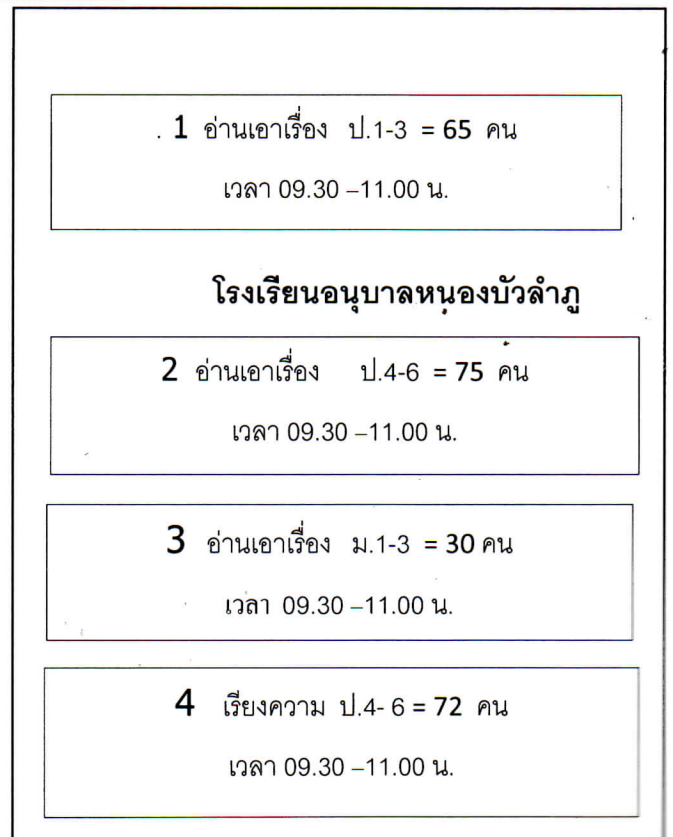 . 1 อ่านเอาเรื่อง ป.1-3 = 65 คน
เวลา 09.30 –11.00 น.
โรงเรียนอนุบาลหนองบัวลำภู
2 อ่านเอาเรื่อง ป.4-6 = 75 คน
เวลา 09.30 –11.00 น.
3 อ่านเอาเรื่อง ม.1-3 = 30 คน
เวลา 09.30 –11.00 น.
4 เรียงความ ป.4- 6 = 72 คน
เวลา 09.30 –11.00 น.